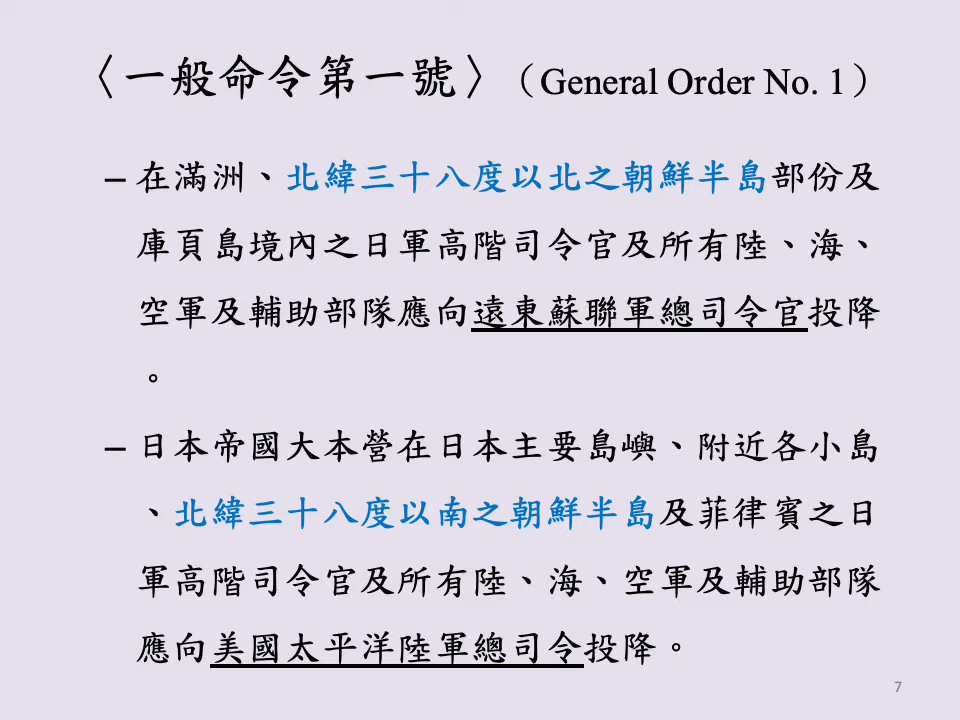 〈一般命令第一號〉（General Order No. 1）
– 在滿洲、北緯三十八度以北之朝鮮半島部份及
庫頁島境內之日軍高階司令官及所有陸、海、
空軍及輔助部隊應向遠東蘇聯軍總司令官投降
。
– 日本帝國大本營在日本主要島嶼、附近各小島
、北緯三十八度以南之朝鮮半島及菲律賓之日
軍高階司令官及所有陸、海、空軍及輔助部隊
應向美國太平洋陸軍總司令投降。
7